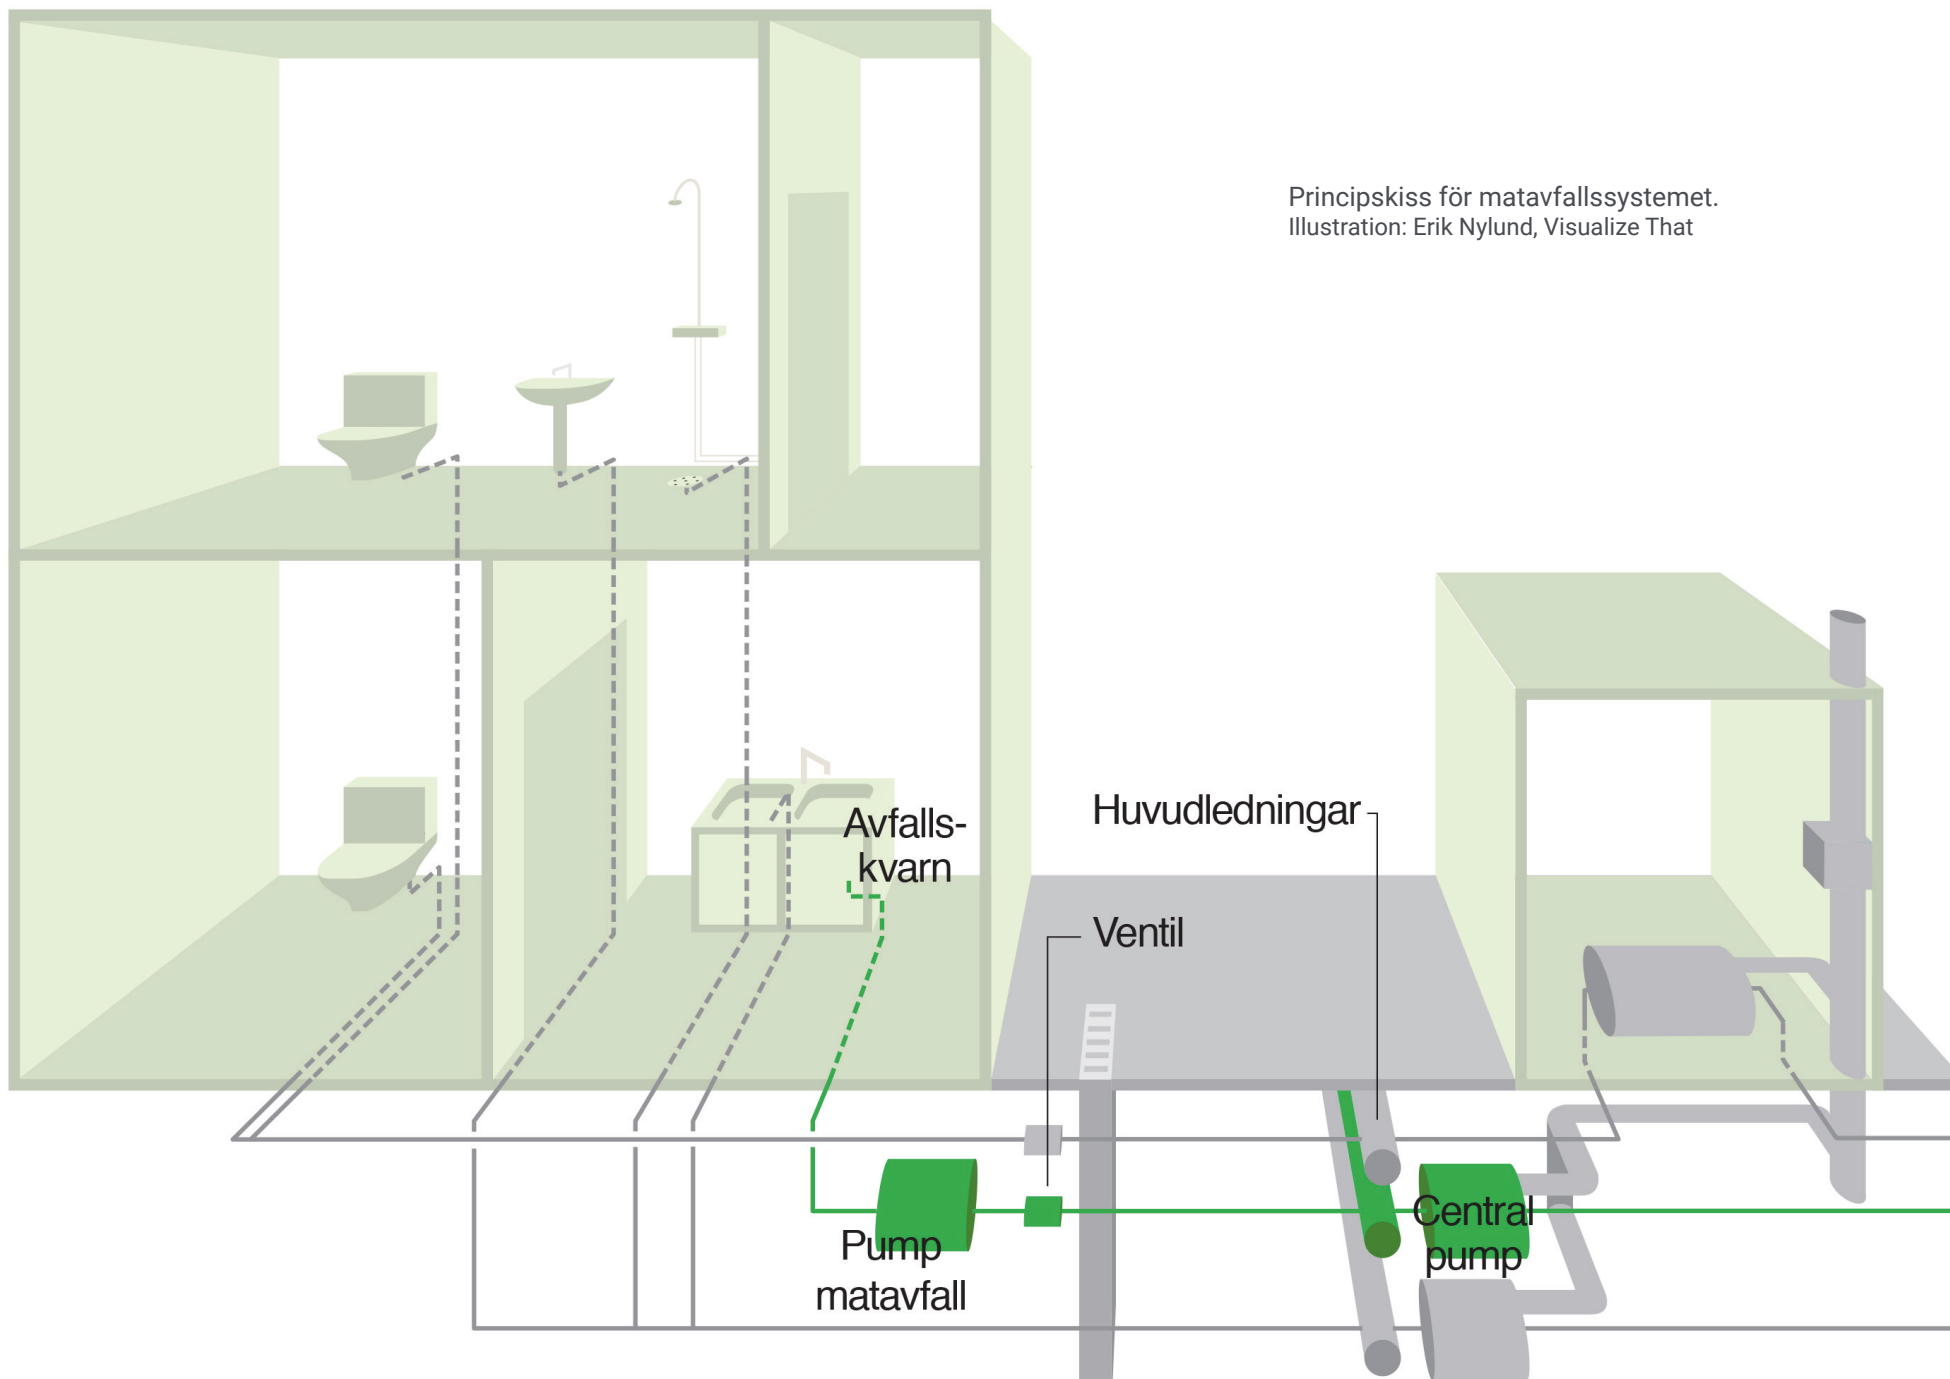 Principskiss för matavfallssystemet.
Illustration: Erik Nylund, Visualize That
Avfalls-
kvarn
Huvudledningar
Ventil
Central
pump
Pump
matavfall